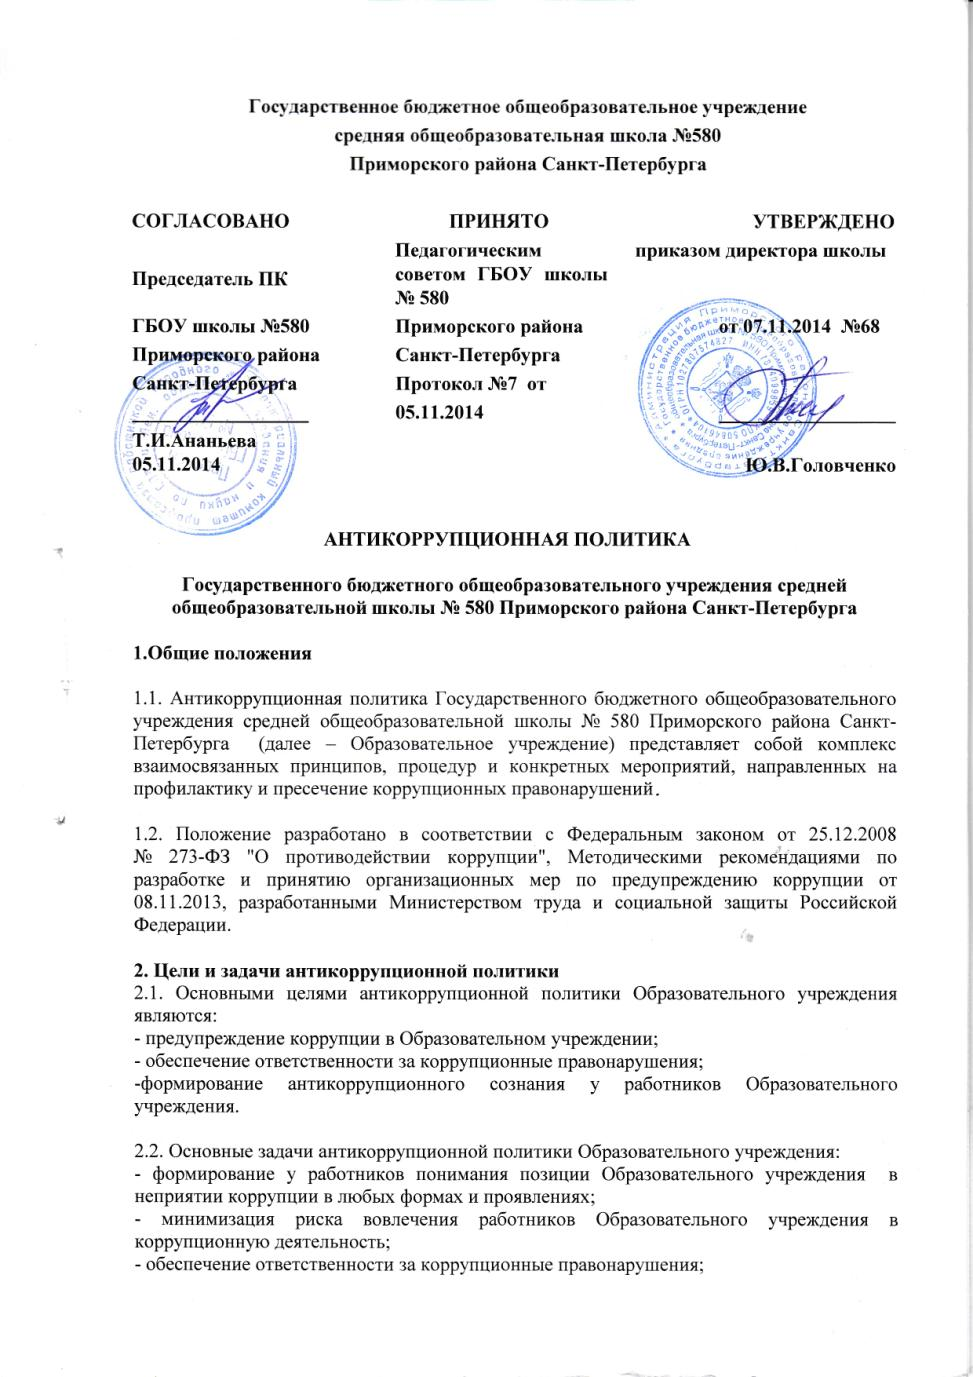 Государственное бюджетное общеобразовательное учреждение
средняя общеобразовательная школа №580
Приморского района Санкт-Петербурга
СОГЛАСОВАНО
Председатель ПК
ГБОУ школы №580
Приморского района
Санкт-Петербурга
Т.И.Ананьева
05.11.2014
ПРИНЯТО
Педагогическим
советом ГБОУ школы
№ 580
Приморского района
Санкт-Петербурга
Протокол №7 от
05.11.2014
УТВЕРЖДЕНО
приказом директора школы
от 07.11.2014 №68
Ю.В.Головченко
АНТИКОРРУПЦИОННАЯ ПОЛИТИКА
Государственного бюджетного общеобразовательного учреждения средней
общеобразовательной школы № 580 Приморского района Санкт-Петербурга
1.Общие положения
1.1. Антикоррупционная политика Государственного бюджетного общеобразовательного
учреждения средней общеобразовательной школы № 580 Приморского района Санкт-
Петербурга (далее – Образовательное учреждение) представляет собой комплекс
взаимосвязанных принципов, процедур и конкретных мероприятий, направленных на
профилактику и пресечение коррупционных правонарушений.
1.2. Положение разработано в соответствии с Федеральным законом от 25.12.2008
№ 273-ФЗ "О противодействии коррупции", Методическими рекомендациями по
разработке и принятию организационных мер по предупреждению коррупции от
08.11.2013, разработанными Министерством труда и социальной защиты Российской
Федерации.
2. Цели и задачи антикоррупционной политики
2.1. Основными целями антикоррупционной политики Образовательного учреждения
являются:
- предупреждение коррупции в Образовательном учреждении;
- обеспечение ответственности за коррупционные правонарушения;
-формирование антикоррупционного сознания у работников Образовательного
учреждения.
2.2. Основные задачи антикоррупционной политики Образовательного учреждения:
- формирование у работников понимания позиции Образовательного учреждения в
неприятии коррупции в любых формах и проявлениях;
- минимизация риска вовлечения работников Образовательного учреждения в
коррупционную деятельность;
- обеспечение ответственности за коррупционные правонарушения;